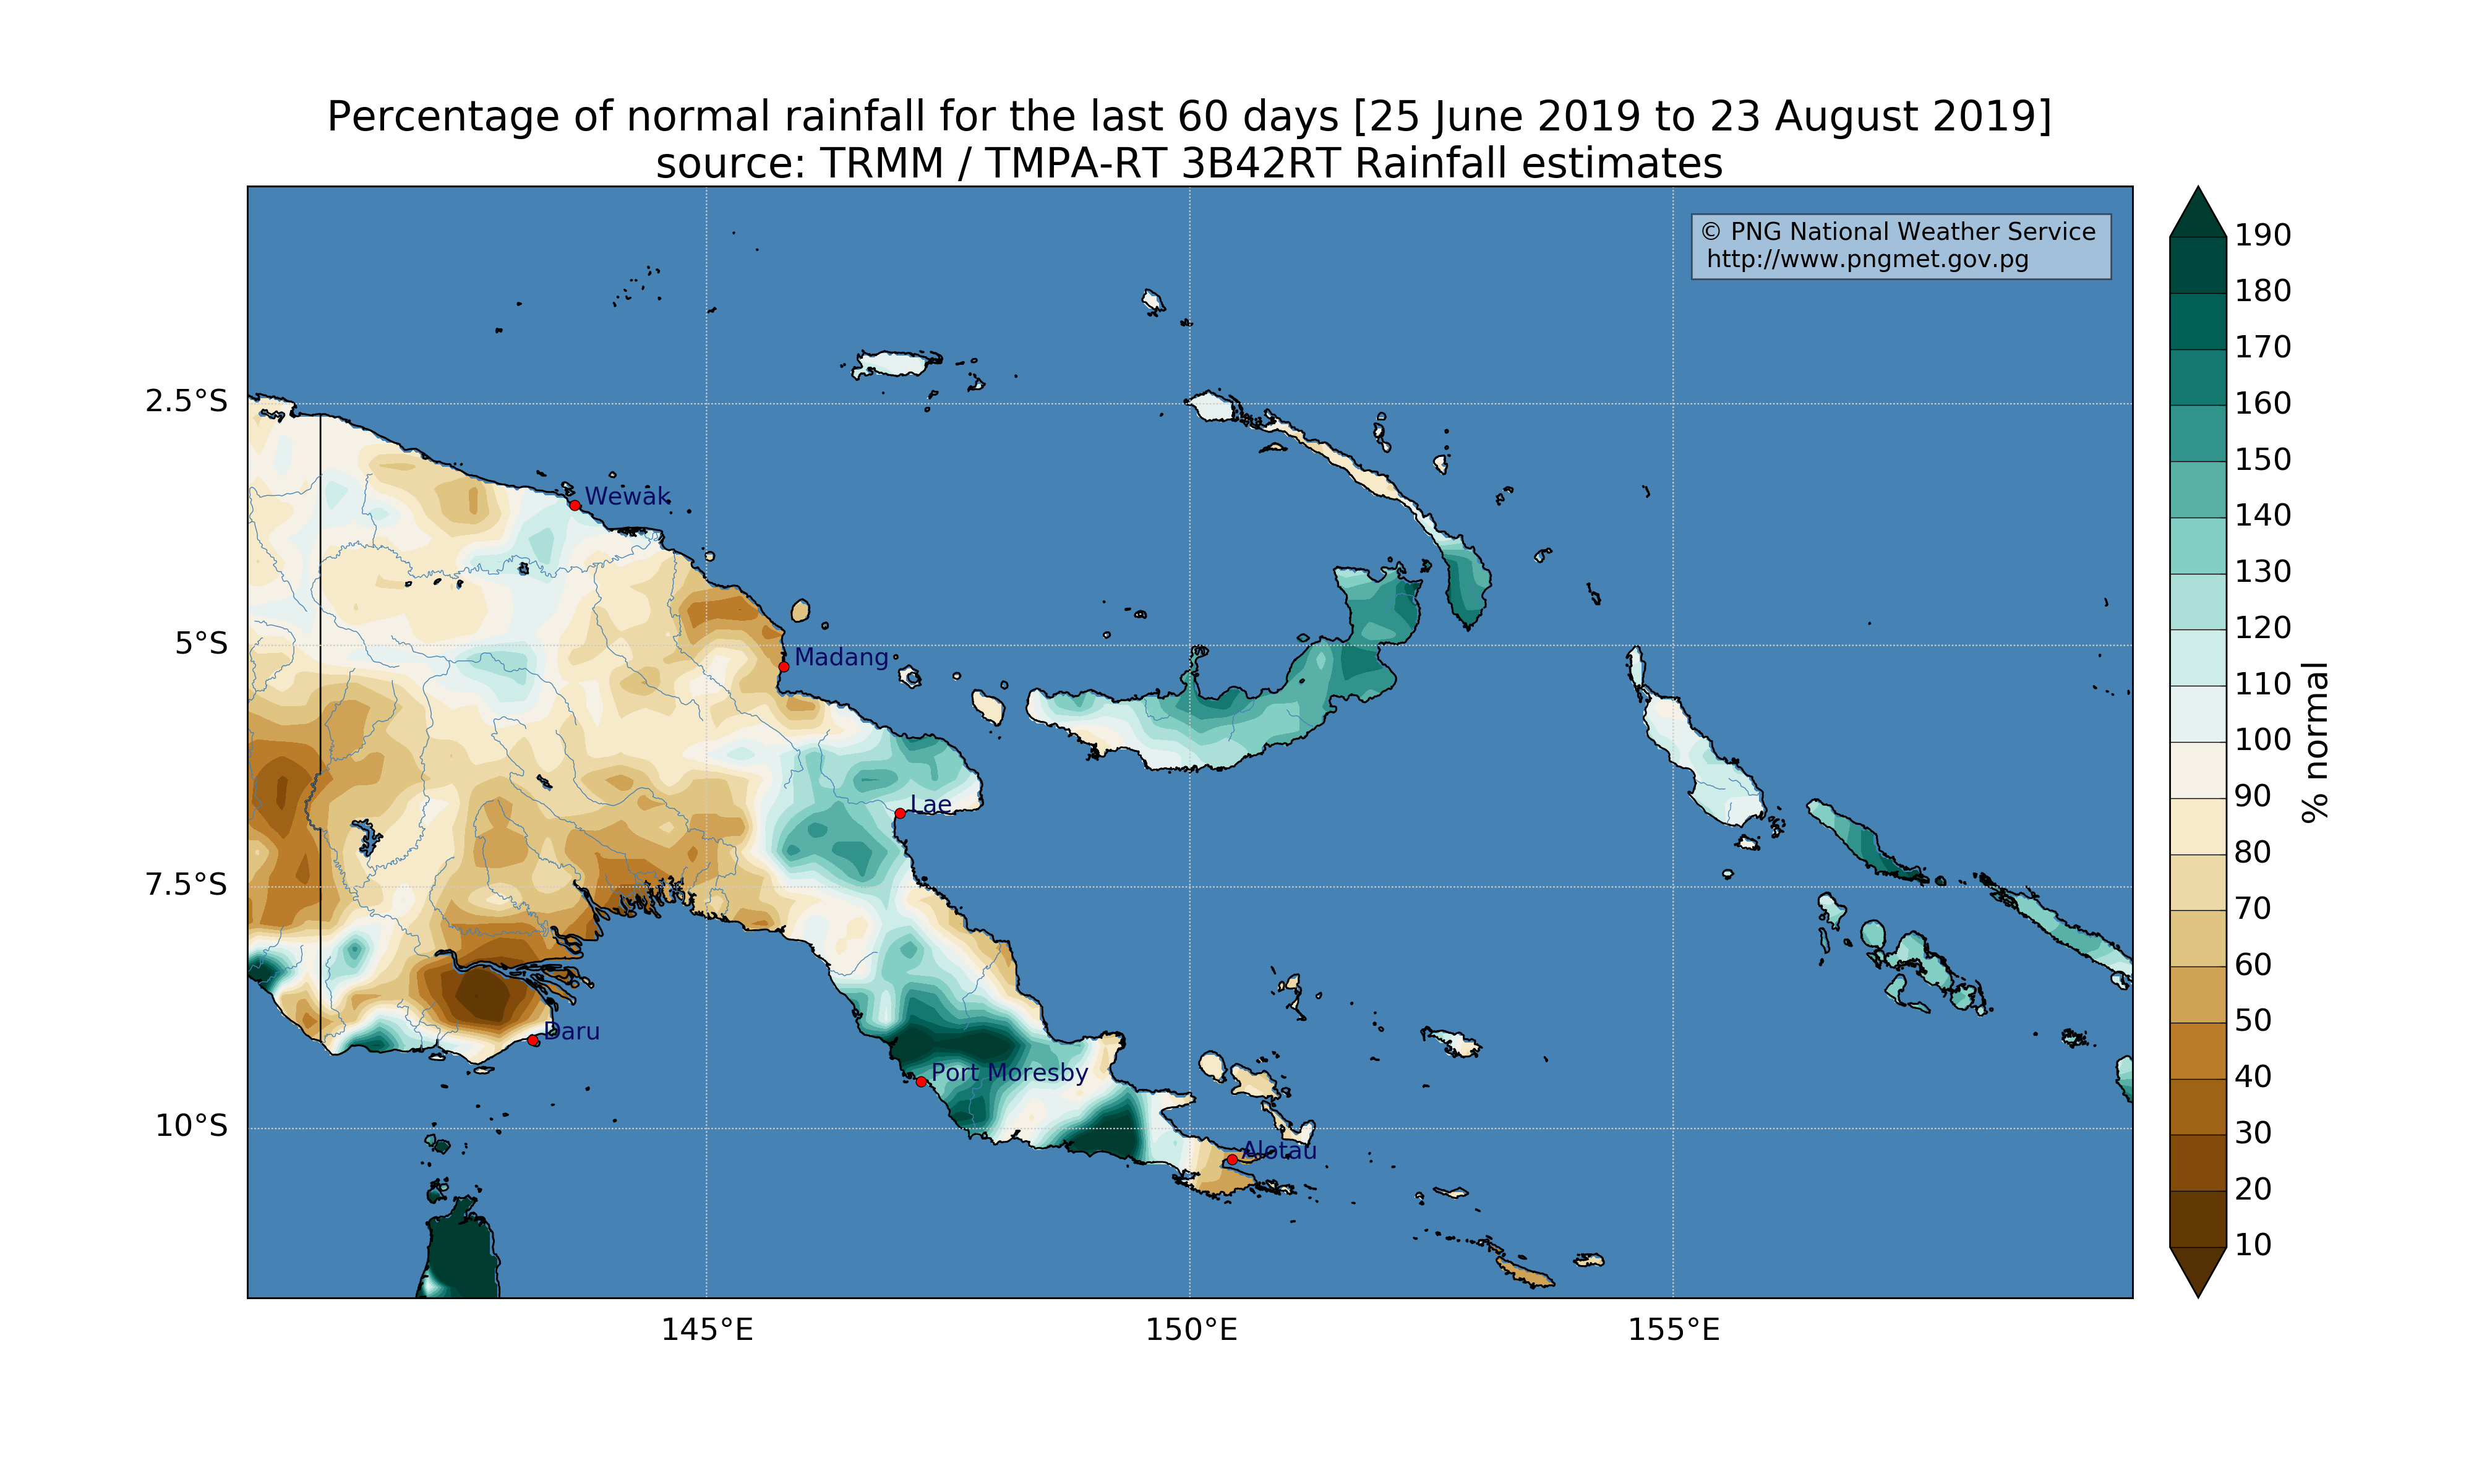 Percentage of normal rainfall for the last 60 days [25 June 2019 to 23 August 2019]
source: TRMM / TMPA-RT 3B42RT Rainfall estimates
© PNG National Weather Service
http://www.pngmet.gov.pg
2.5°S
5°S
7.5°S
10°S
145°E
150°E
155°E
Wewak
Madang
Lae
Daru
Port Moresby
Alotau
190
180
170
160
150
140
130
120
110
100
90
80
70
60
50
40
30
20
10
% normal